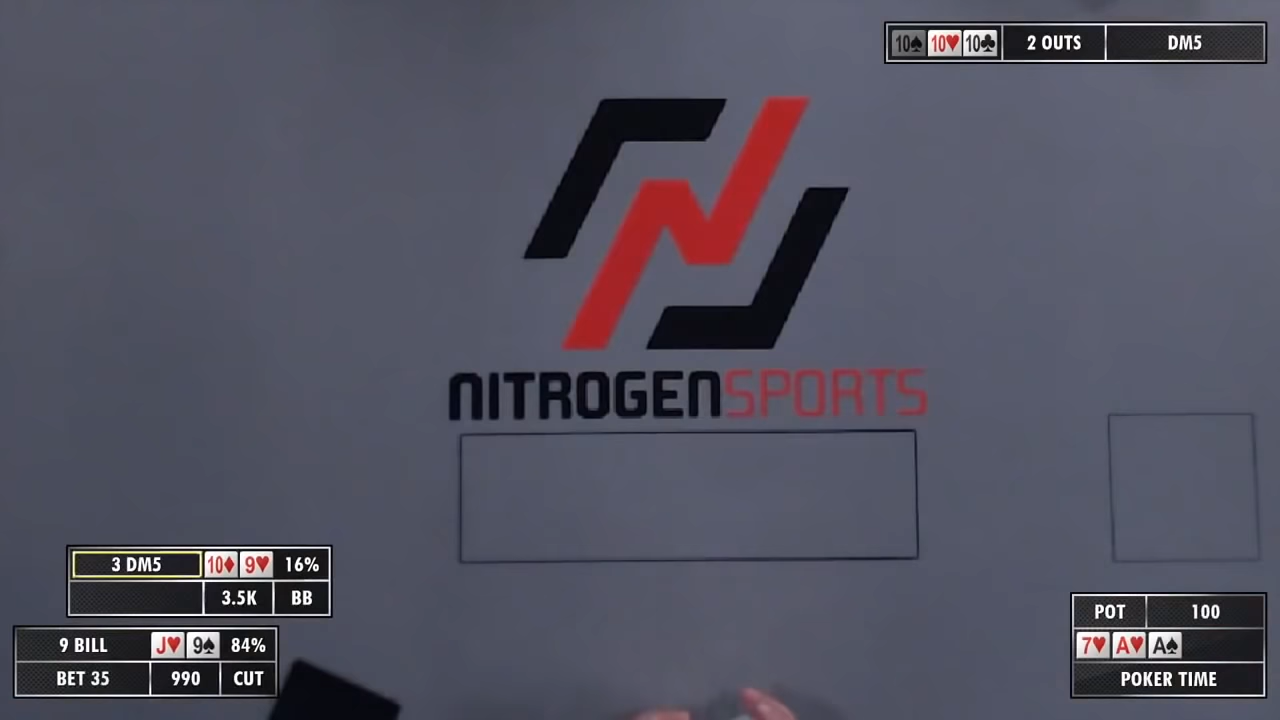 10♠ 10♥ 10♣ 2 OUTS DM5
NITROGENSPORTS
3 DM5 10♦ 9♥ 16%
3.5K BB
9 BILL J♥ 9♠ 84%
BET 35 990 CUT
POT 100
7♥ A♥ A♠
POKER TIME